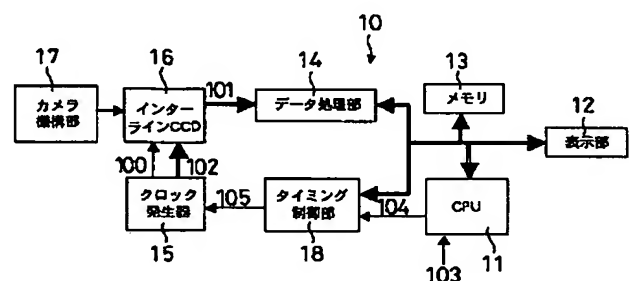 10
17
16
14
13
12
カメラ
機構部
インター
ラインCCD
101
データ処理部
メモリ
表示部
100
102
クロック
発生器
105
タイミング
制御部
104
CPU
15
18
103
11